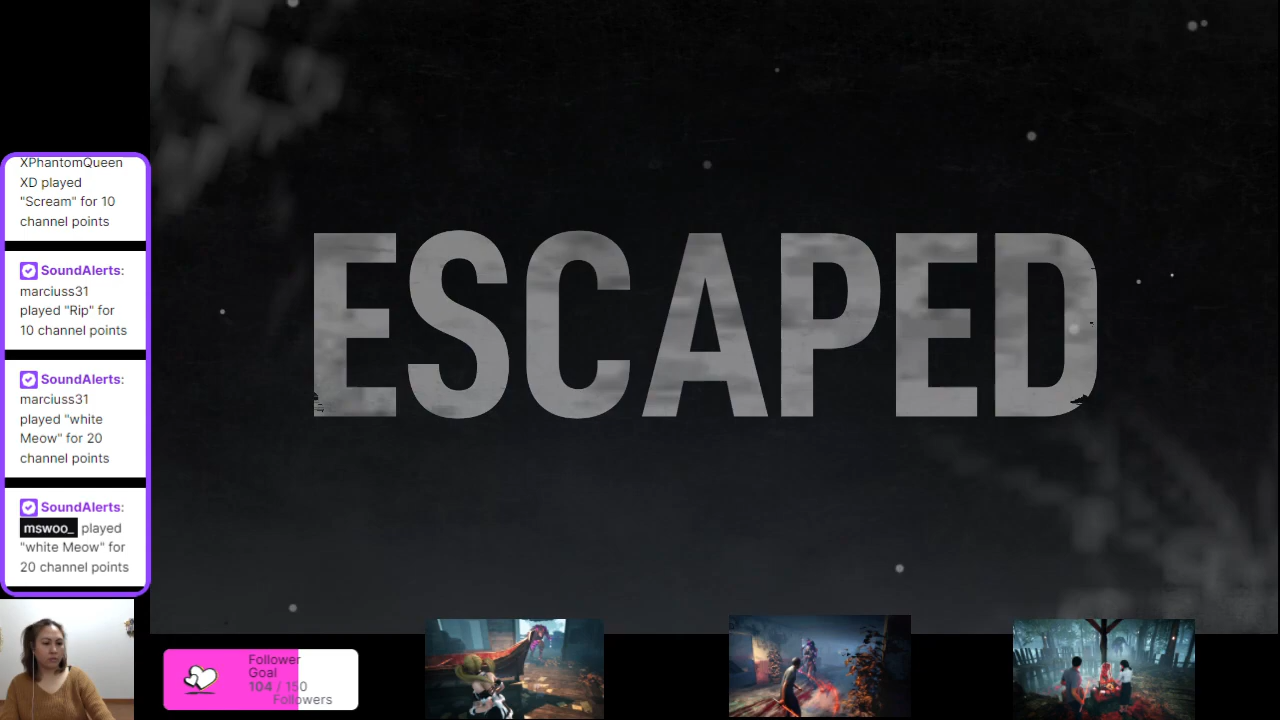 XPhantomQueen
XD played
"Scream" for 10
channel points
SoundAlerts:
marciuss31
played "Rip" for
10 channel points
SoundAlerts:
marciuss31
played "white
Meow" for 20
channel points
SoundAlerts:
mswoo_ played
"white Meow" for
20 channel points
ESCAPED
Follower
Goal
104 / 150
Followers